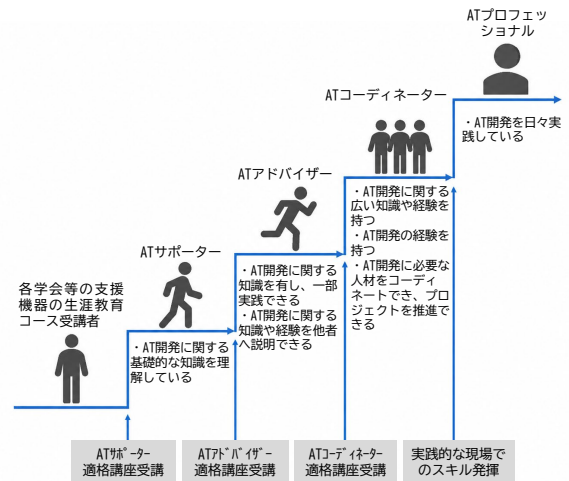 ATプロフェッ
ショナル
・AT開発を日々実
践している
ATコーディネーター
・AT開発に関する
広い知識や経験を
持つ
・AT開発の経験を
持つ
・AT開発に必要な
人材をコーディ
ネートでき、プロ
ジェクトを推進で
きる
ATアドバイザー
・AT開発に関する
知識を有し、一部
実践できる
・AT開発に関する
知識や経験を他者
へ説明できる
ATサポーター
・AT開発に関する
基礎的な知識を理
解している
各学会等の支援
機器の生涯教育
コース受講者
ATｻﾎﾟｰﾀｰ
適格講座受講
ATｱﾄﾞﾊﾞｲｻﾞｰ
適格講座受講
ATｺｰﾃﾞｨﾈｰﾀｰ
適格講座受講
実践的な現場で
のスキル発揮